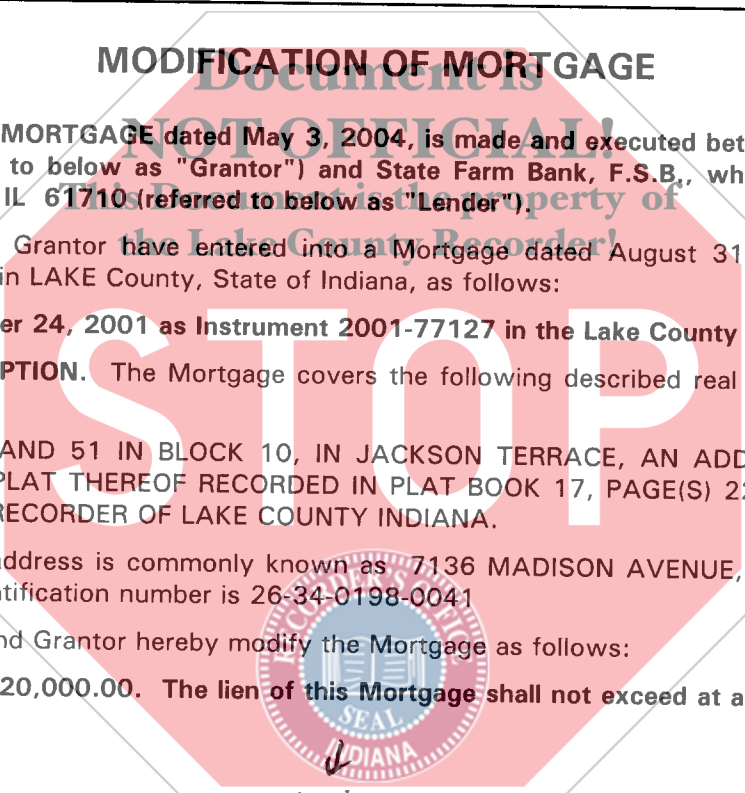 MODIFICATION OF MORTGAGE
Document is
NOT OFFICIAL!
This Document is the property of
the Lake County Recorder!
MORTGAGE dated May 3, 2004, is made and executed bet
to below as "Grantor") and State Farm Bank, F.S.B., wh
IL 61710 (referred to below as "Lender").
Grantor have entered into a Mortgage dated August 31
in LAKE County, State of Indiana, as follows:
er 24, 2001 as Instrument 2001-77127 in the Lake County
STOP
PTION. The Mortgage covers the following described real
AND 51 IN BLOCK 10, IN JACKSON TERRACE, AN ADD
PLAT THEREOF RECORDED IN PLAT BOOK 17, PAGE(S) 22
RECORDER OF LAKE COUNTY INDIANA.
address is commonly known as 7136 MADISON AVENUE,
ntification number is 26-34-0198-0041
nd Grantor hereby modify the Mortgage as follows:
20,000.00. The lien of this Mortgage shall not exceed at a
RECORDER'S OFFIC
SEAL
INDIANA